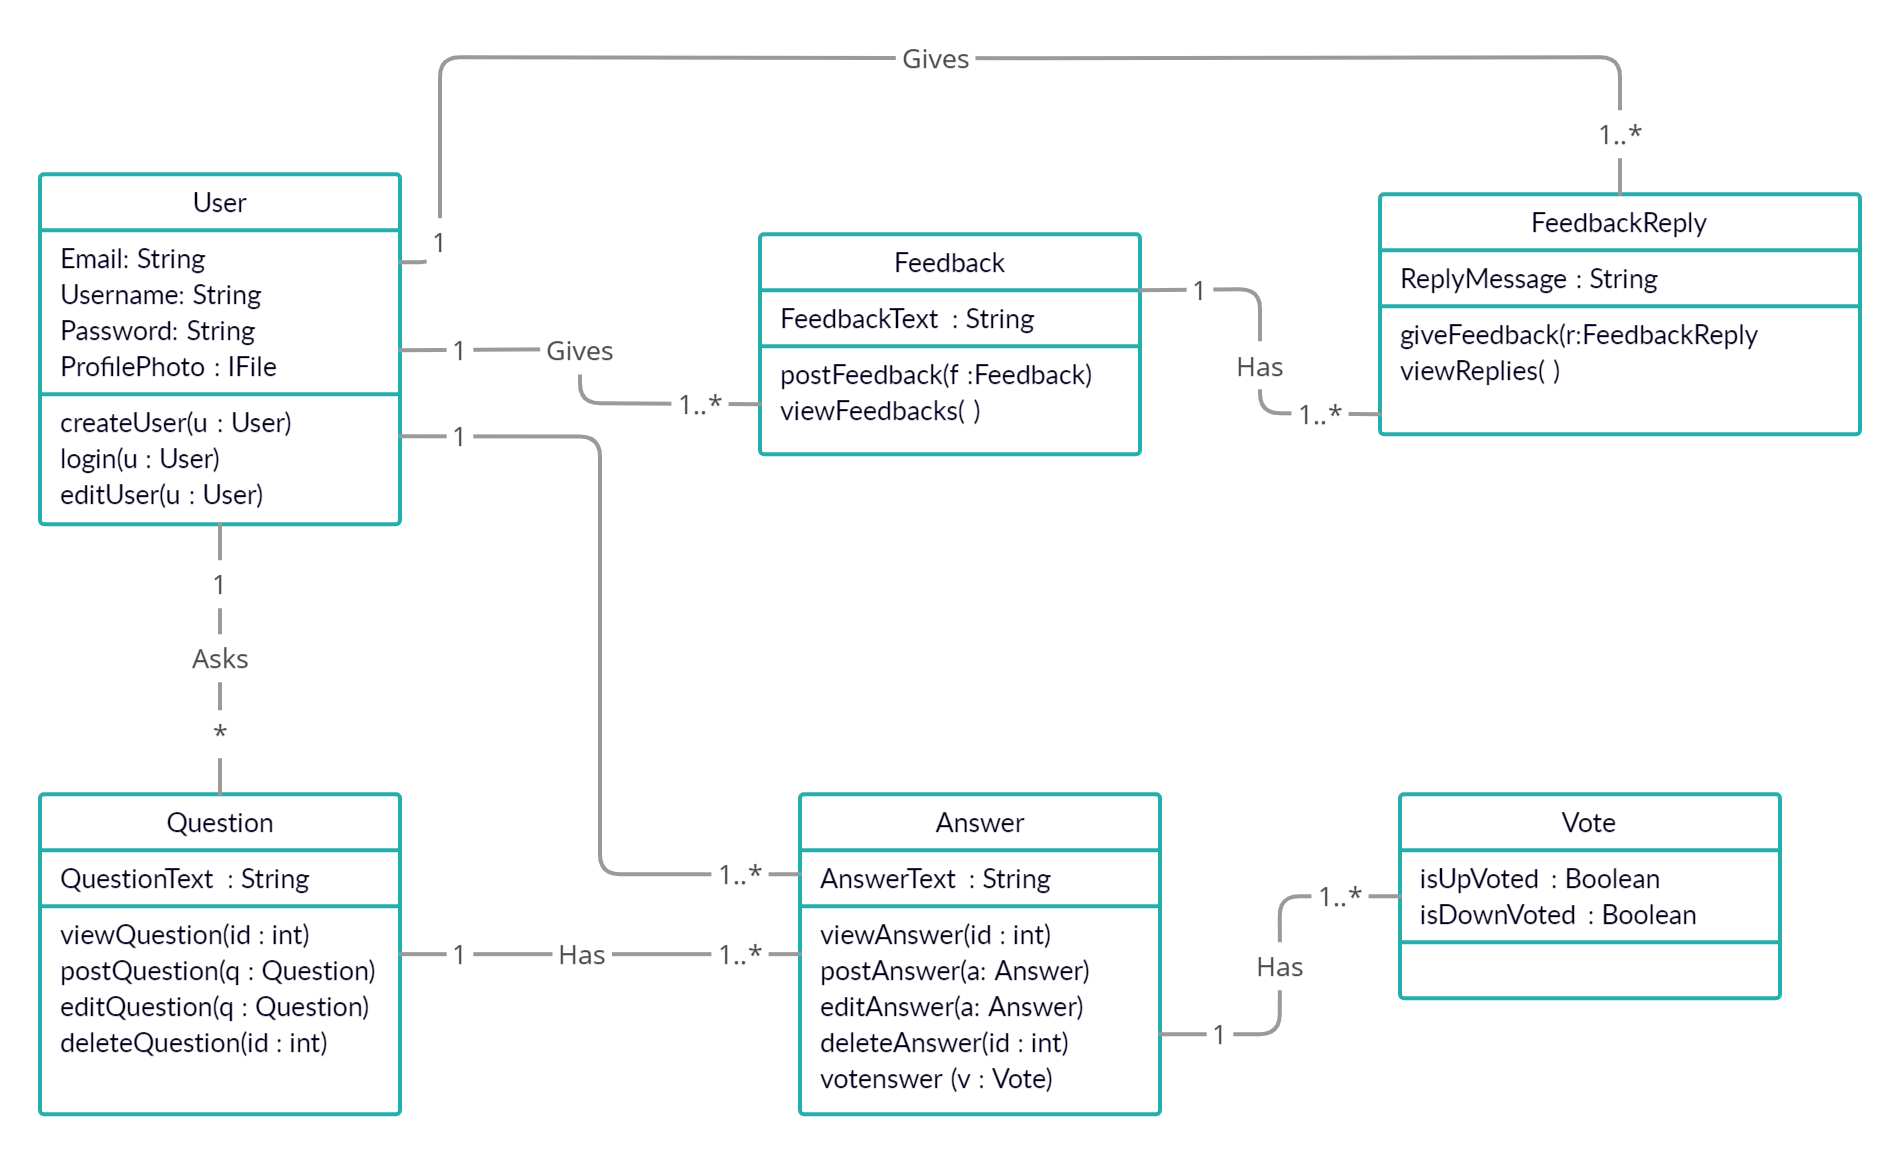 Gives
1..*
User
Email: String
Username: String
Password: String
ProfilePhoto : IFile
createUser(u : User)
login(u : User)
editUser(u : User)
1
1
Gives
1..*
1
Feedback
FeedbackText : String
postFeedback(f :Feedback)
viewFeedbacks( )
1
Has
1..*
FeedbackReply
ReplyMessage : String
giveFeedback(r:FeedbackReply
viewReplies( )
1
Asks
*
Question
QuestionText : String
viewQuestion(id : int)
postQuestion(q : Question)
editQuestion(q : Question)
deleteQuestion(id : int)
1..*
1
Has
1..*
Answer
AnswerText : String
viewAnswer(id : int)
postAnswer(a: Answer)
editAnswer(a: Answer)
deleteAnswer(id : int)
votenswer (v : Vote)
1
Has
1..*
Vote
isUpVoted : Boolean
isDownVoted : Boolean